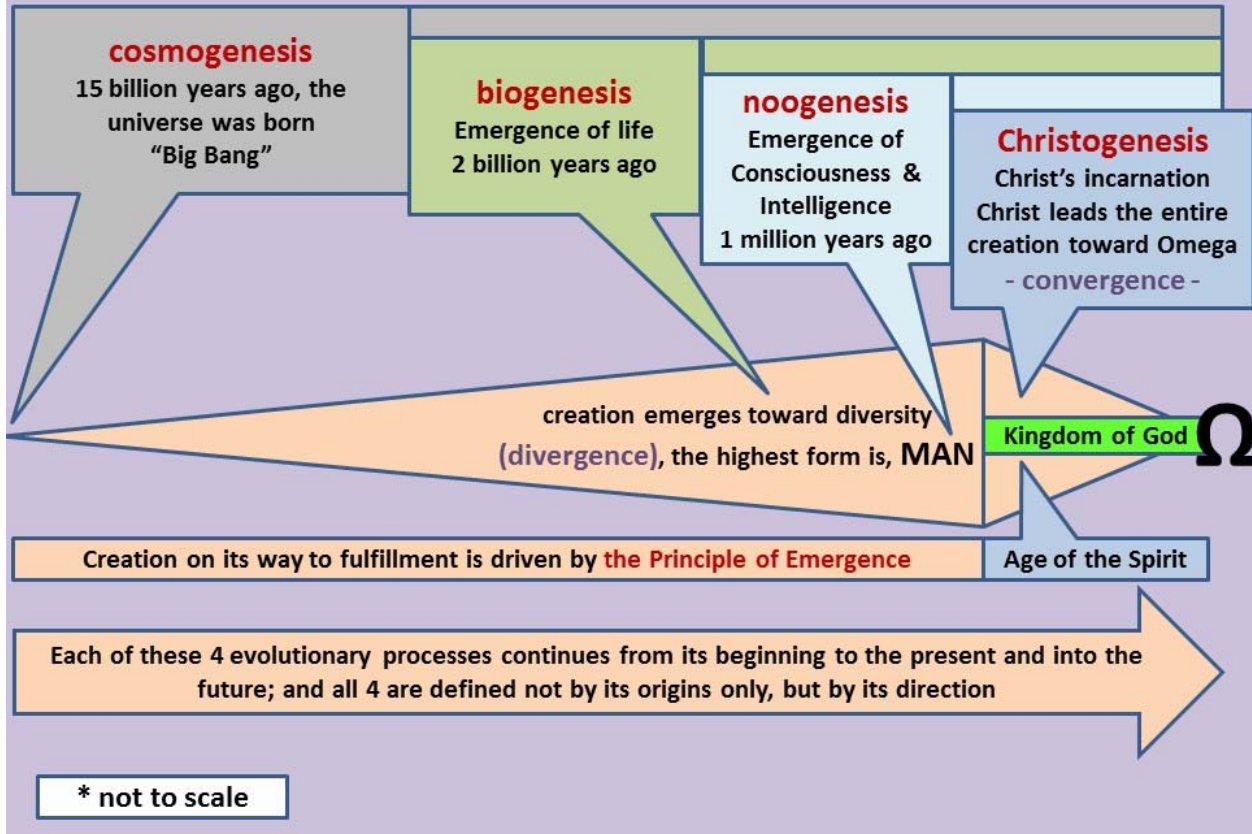 cosmogenesis
15 billion years ago, the
universe was born
“Big Bang”
biogenesis
Emergence of life
2 billion years ago
noogenesis
Emergence of
Consciousness &
Intelligence
1 million years ago
Christogenesis
Christ’s incarnation
Christ leads the entire
creation toward Omega
- convergence -
creation emerges toward diversity
(divergence), the highest form is, MAN
Kingdom of God Ω
Creation on its way to fulfillment is driven by the Principle of Emergence
Age of the Spirit
Each of these 4 evolutionary processes continues from its beginning to the present and into the
future; and all 4 are defined not by its origins only, but by its direction
* not to scale